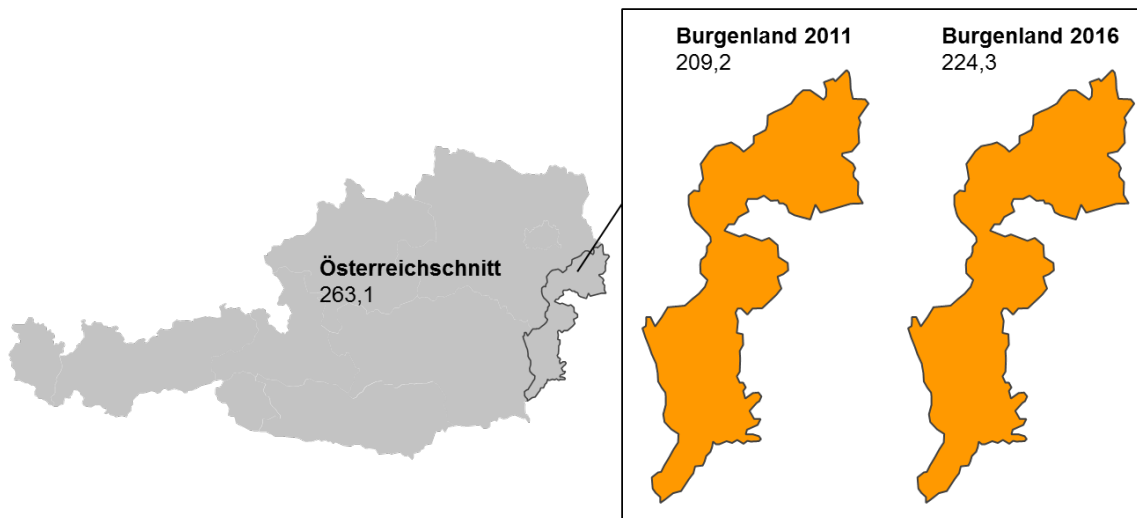 Österreichschnitt
263,1
Burgenland 2011
209,2
Burgenland 2016
224,3